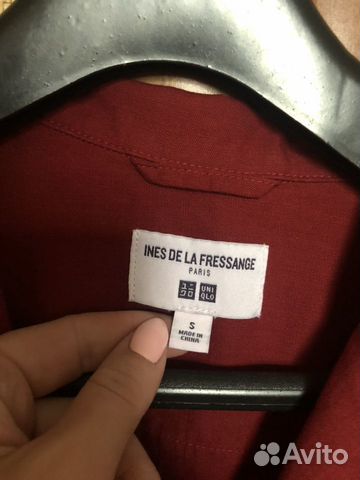 INES DE LA FRESSANGE
PARIS
ユニ UNI
クロ QLO
S
MADE IN
CHINA
Avito